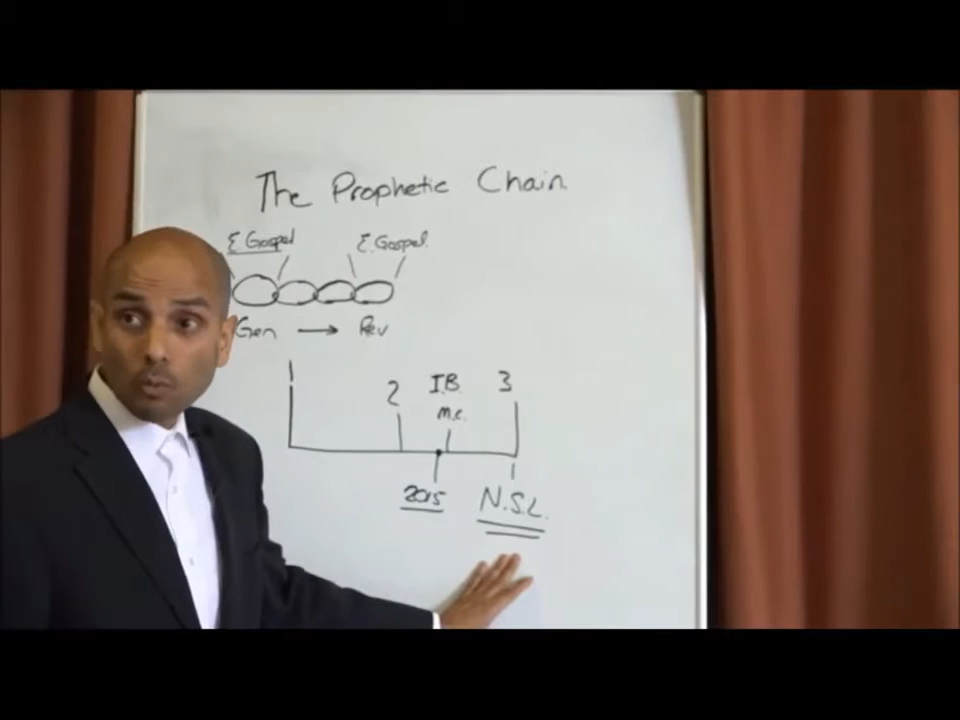 The Prophetic Chain
E. Gospel E. Gospel.
Gen → Rev
1 2 I.B. 3
M.C.
2015 N.S.L.